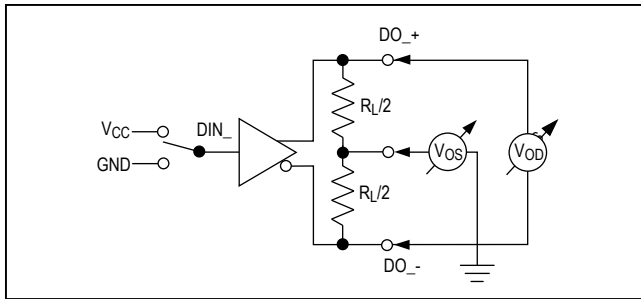 DO_+
RL/2
VCC
DIN_
GND
VOS
VOD
RL/2
DO_-